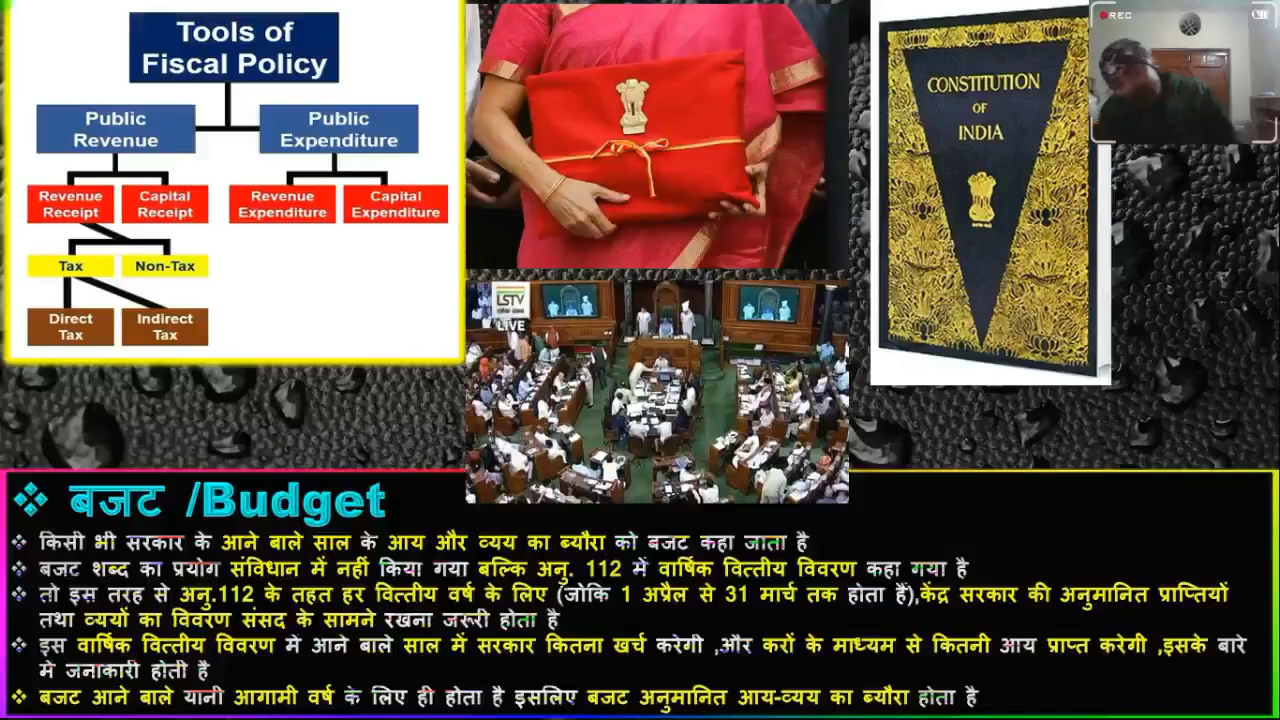 Tools of
Fiscal Policy
Public
Revenue
Public
Expenditure
Revenue
Receipt
Capital
Receipt
Revenue
Expenditure
Capital
Expenditure
Tax
Non-Tax
Direct
Tax
Indirect
Tax
LSTV
LIVE
CONSTITUTION
OF
INDIA
REC
❖ बजट /Budget
❖ किसी भी सरकार के आने बाले साल के आय और व्यय का ब्यौरा को बजट कहा जाता है
❖ बजट शब्द का प्रयोग संविधान में नहीं किया गया बल्कि अनु. 112 में वार्षिक वित्तीय विवरण कहा गया है
❖ तो इस तरह से अनु.112 के तहत हर वित्तीय वर्ष के लिए (जोकि 1 अप्रैल से 31 मार्च तक होता हैं),केंद्र सरकार की अनुमानित प्राप्तियों
तथा व्ययों का विवरण संसद के सामने रखना जरूरी होता है
❖ इस वार्षिक वित्तीय विवरण मे आने बाले साल में सरकार कितना खर्च करेगी ,और करों के माध्यम से कितनी आय प्राप्त करेगी ,इसके बारे
मे जनाकारी होती है
❖ बजट आने बाले यानी आगामी वर्ष के लिए ही होता है इसलिए बजट अनुमानित आय-व्यय का ब्यौरा होता है